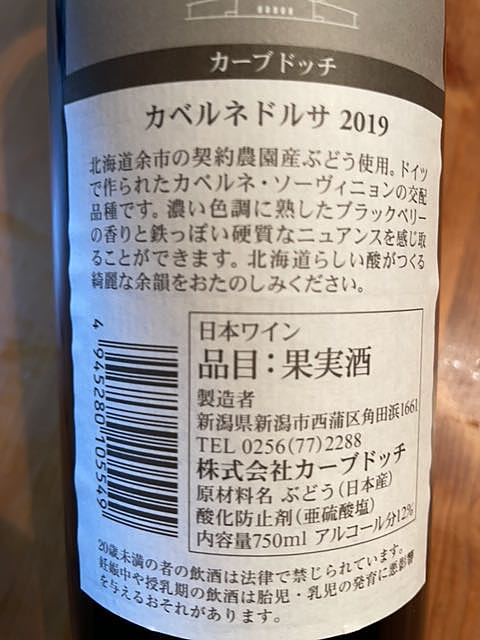 カーブドッチ
カベルネドルサ 2019
北海道余市の契約農園産ぶどう使用。ドイツ
で作られたカベルネ・ソーヴィニョンの交配
品種です。濃い色調に熟したブラックベリー
の香りと鉄っぽい硬質なニュアンスを感じ取
ることができます。北海道らしい酸がつくる
綺麗な余韻をおたのしみください。
日本ワイン
品目：果実酒
製造者
新潟県新潟市西蒲区角田浜1661
TEL 0256(77)2288
株式会社カーブドッチ
原材料名 ぶどう(日本産)
酸化防止剤(亜硫酸塩)
内容量750ml アルコール分12%
4 945280 105549
20歳未満の者の飲酒は法律で禁じられています。
妊娠中や授乳期の飲酒は胎児・乳児の発育に悪影響
を与えるおそれがあります。